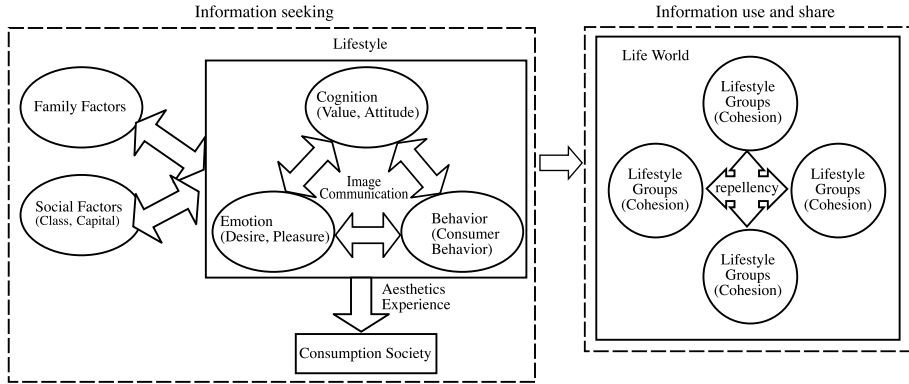 Information seeking
Information use and share
Lifestyle
Family Factors
Social Factors
(Class, Capital)
Cognition
(Value, Attitude)
Image
Communication
Emotion
(Desire, Pleasure)
Behavior
(Consumer
Behavior)
Aesthetics
Experience
Consumption Society
Life World
Lifestyle
Groups
(Cohesion)
Lifestyle
Groups
(Cohesion)
repellency
Lifestyle
Groups
(Cohesion)
Lifestyle
Groups
(Cohesion)